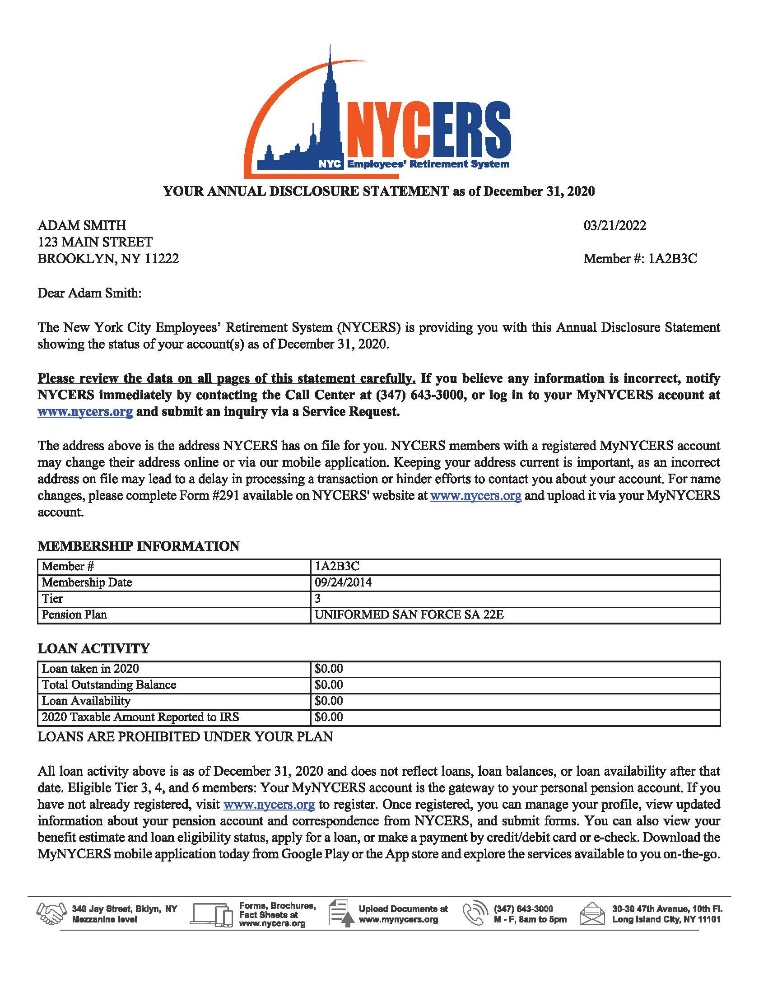 NYCERS
NYC Employees' Retirement System
YOUR ANNUAL DISCLOSURE STATEMENT as of December 31, 2020
ADAM SMITH 03/21/2022
123 MAIN STREET
BROOKLYN, NY 11222 Member #: 1A2B3C
Dear Adam Smith:
The New York City Employees' Retirement System (NYCERS) is providing you with this Annual Disclosure Statement
showing the status of your account(s) as of December 31, 2020.
Please review the data on all pages of this statement carefully. If you believe any information is incorrect, notify
NYCERS immediately by contacting the Call Center at (347) 643-3000, or log in to your MyNYCERS account at
www.nycers.org and submit an inquiry via a Service Request.
The address above is the address NYCERS has on file for you. NYCERS members with a registered MyNYCERS account
may change their address online or via our mobile application. Keeping your address current is important, as an incorrect
address on file may lead to a delay in processing a transaction or hinder efforts to contact you about your account. For name
changes, please complete Form #291 available on NYCERS' website at www.nycers.org and upload it via your MyNYCERS
account.
MEMBERSHIP INFORMATION
Member # 1A2B3C
Membership Date 09/24/2014
Tier 3
Pension Plan UNIFORMED SAN FORCE SA 22E
LOAN ACTIVITY
Loan taken in 2020 $0.00
Total Outstanding Balance $0.00
Loan Availability $0.00
2020 Taxable Amount Reported to IRS $0.00
LOANS ARE PROHIBITED UNDER YOUR PLAN
All loan activity above is as of December 31, 2020 and does not reflect loans, loan balances, or loan availability after that
date. Eligible Tier 3, 4, and 6 members: Your MyNYCERS account is the gateway to your personal pension account. If you
have not already registered, visit www.nycers.org to register. Once registered, you can manage your profile, view updated
information about your pension account and correspondence from NYCERS, and submit forms. You can also view your
benefit estimate and loan eligibility status, apply for a loan, or make a payment by credit/debit card or e-check. Download the
MyNYCERS mobile application today from Google Play or the App store and explore the services available to you on-the-go.
340 Jay Street, Bklyn, NY
Mezzanine level
Forms, Brochures,
Fact Sheets at
www.nycers.org
Upload Documents at
www.mynycers.org
(347) 643-3000
M - F, 8am to 5pm
30-30 47th Avenue, 10th Fl.
Long Island City, NY 11101